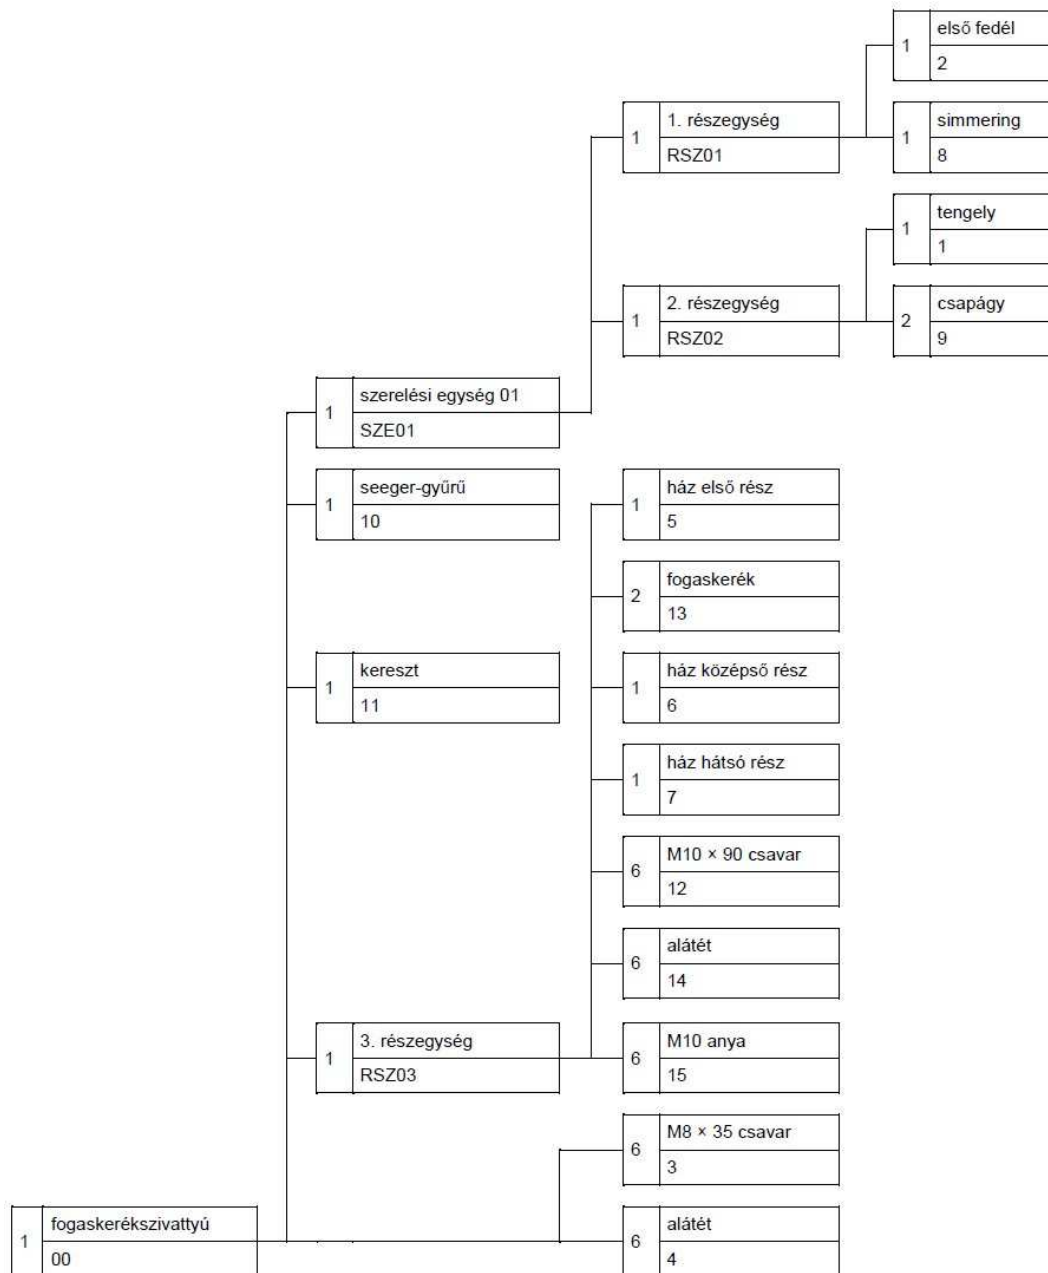 1
első fedél
2
1
1. részegység
RSZ01
1
simmering
8
1
tengely
1
1
2. részegység
RSZ02
2
csapágy
9
1
szerelési egység 01
SZE01
1
seeger-gyűrű
10
1
ház első rész
5
2
fogaskerék
13
1
kereszt
11
1
ház középső rész
6
1
ház hátsó rész
7
6
M10 × 90 csavar
12
6
alátét
14
1
3. részegység
RSZ03
6
M10 anya
15
6
M8 × 35 csavar
3
1
fogaskerékszivattyú
00
6
alátét
4